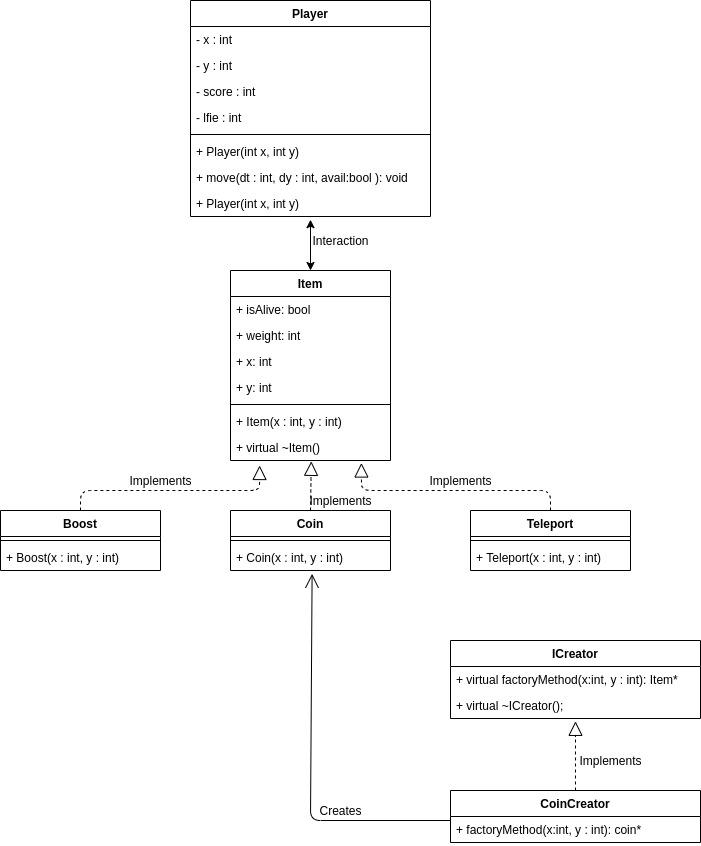 Player
- x : int
- y : int
- score : int
- lfie : int
+ Player(int x, int y)
+ move(dt : int, dy : int, avail:bool ): void
+ Player(int x, int y)
Interaction
Item
+ isAlive: bool
+ weight: int
+ x: int
+ y: int
+ Item(x : int, y : int)
+ virtual ~Item()
Implements
Implements
Implements
Boost
+ Boost(x : int, y : int)
Coin
+ Coin(x : int, y : int)
Teleport
+ Teleport(x : int, y : int)
ICreator
+ virtual factoryMethod(x:int, y : int): Item*
+ virtual ~ICreator();
Implements
Creates
CoinCreator
+ factoryMethod(x:int, y : int): coin*